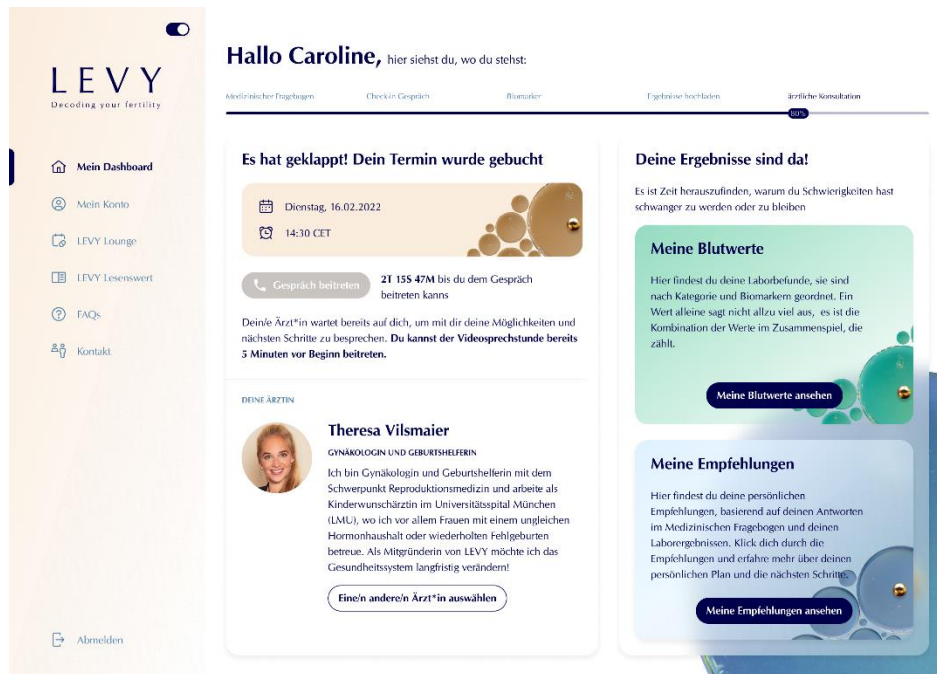 LEVY
Decoding your fertility
Mein Dashboard
Mein Konto
LEVY Lounge
LEVY Lesenswert
FAQs
Kontakt
Abmelden
Hallo Caroline, hier siehst du, wo du stehst:
Medizinischer Fragebogen
Check-in Gespräch
Biomarker
Ergebnisse hochladen
ärztliche Konsultation
80%
Es hat geklappt! Dein Termin wurde gebucht
Dienstag, 16.02.2022
14:30 CET
Gespräch beitreten
2T 15S 47M bis du dem Gespräch
beitreten kanns
Dein/e Ärzt*in wartet bereits auf dich, um mit dir deine Möglichkeiten und
nächsten Schritte zu besprechen. Du kannst der Videosprechstunde bereits
5 Minuten vor Beginn beitreten.
DEINE ÄRZTIN
Theresa Vilsmaier
GYNÄKOLOGIN UND GEBURTSHELFERIN
Ich bin Gynäkologin und Geburtshelferin mit dem
Schwerpunkt Reproduktionsmedizin und arbeite als
Kinderwunschärztin im Universitätsspital München
(LMU), wo ich vor allem Frauen mit einem ungleichen
Hormonhaushalt oder wiederholten Fehlgeburten
betreue. Als Mitgründerin von LEVY möchte ich das
Gesundheitssystem langfristig verändern!
Eine/n andere/n Ärzt*in auswählen
Deine Ergebnisse sind da!
Es ist Zeit herauszufinden, warum du Schwierigkeiten hast
schwanger zu werden oder zu bleiben
Meine Blutwerte
Hier findest du deine Laborbefunde, sie sind
nach Kategorie und Biomarkern geordnet. Ein
Wert alleine sagt nicht allzu viel aus, es ist die
Kombination der Werte im Zusammenspiel, die
zählt.
Meine Blutwerte ansehen
Meine Empfehlungen
Hier findest du deine persönlichen
Empfehlungen, basierend auf deinen Antworten
im Medizinischen Fragebogen und deinen
Laborergebnissen. Klick dich durch die
Empfehlungen und erfahre mehr über deinen
persönlichen Plan und die nächsten Schritte.
Meine Empfehlungen ansehen